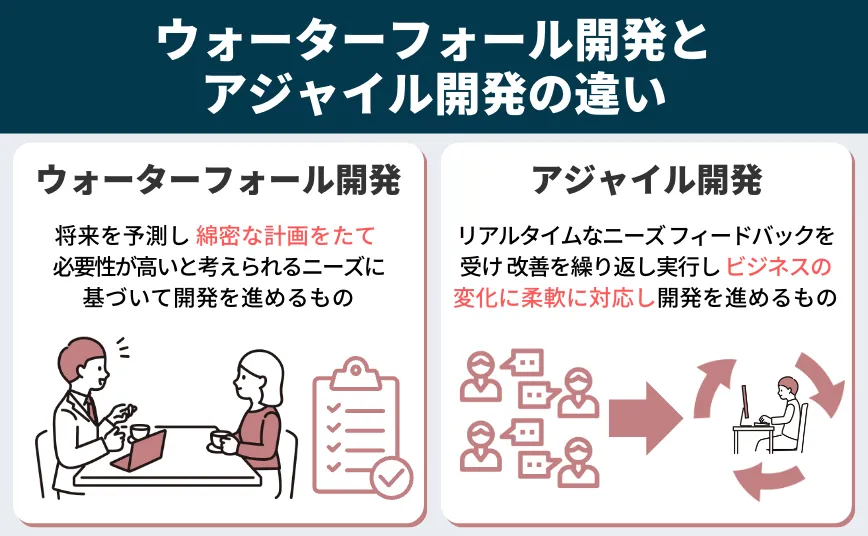 ウォーターフォール開発と
アジャイル開発の違い
ウォーターフォール開発
将来を予測し 綿密な計画をたて
必要性が高いと考えられるニーズに
基づいて開発を進めるもの
アジャイル開発
リアルタイムなニーズ フィードバックを
受け 改善を繰り返し実行し ビジネスの
変化に柔軟に対応し開発を進めるもの